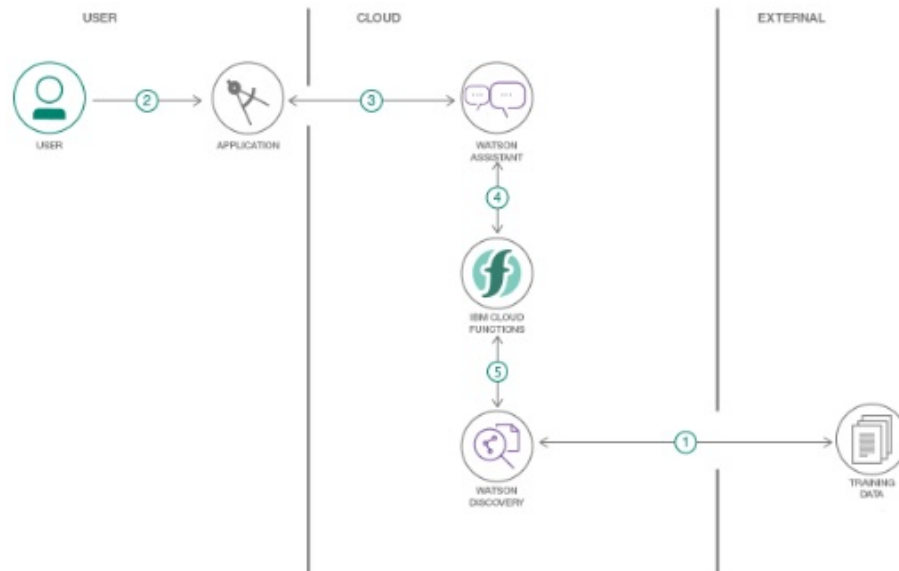 USER
CLOUD
EXTERNAL
2
3
USER
APPLICATION
WATSON
ASSISTANT
4
IBM CLOUD
FUNCTIONS
5
1
WATSON
DISCOVERY
TRAINING
DATA